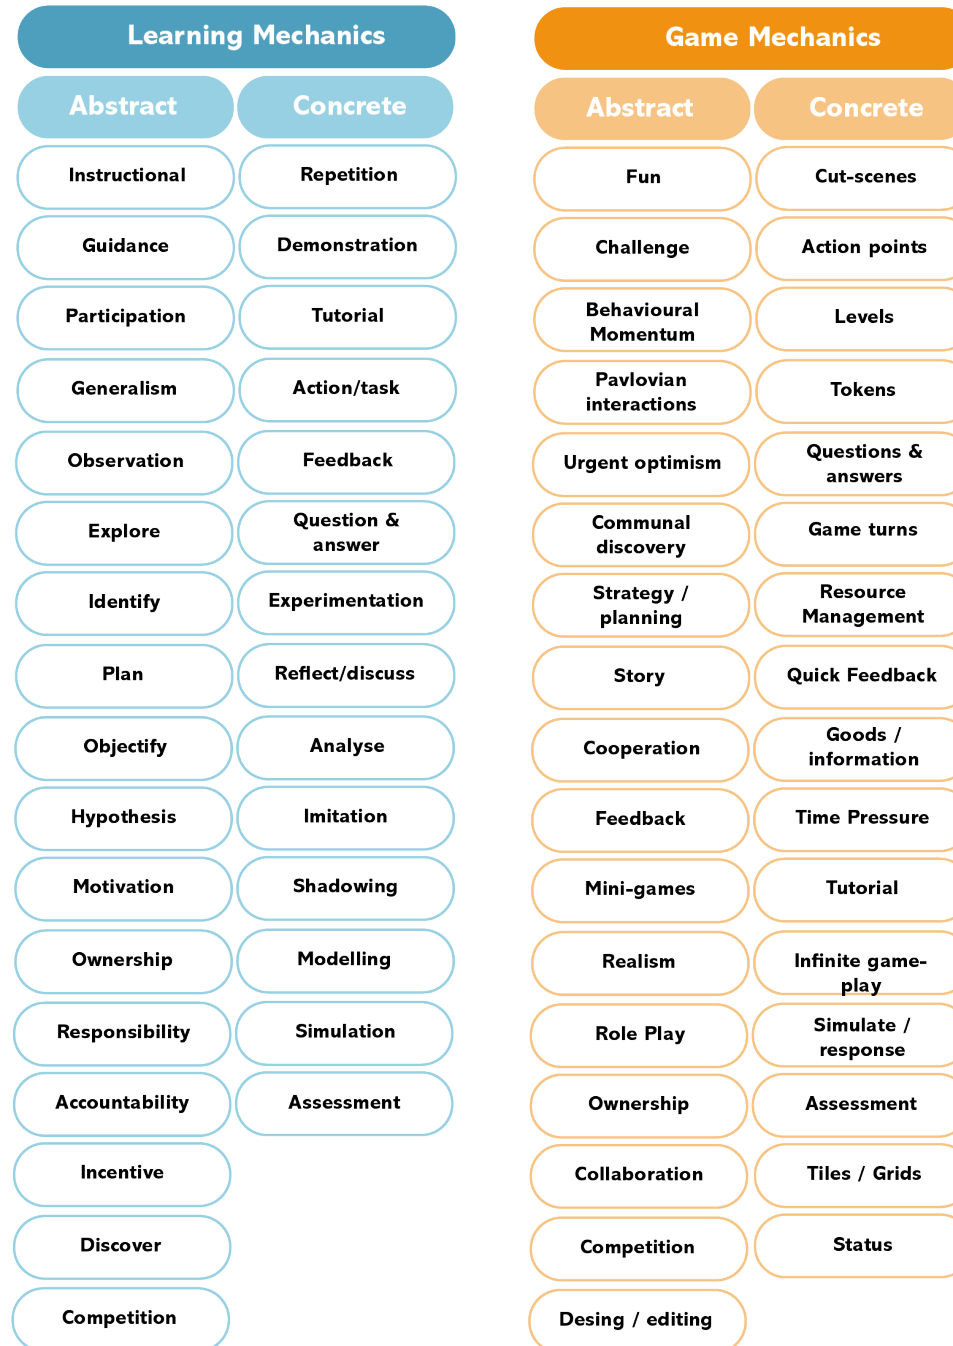 Learning Mechanics
Abstract
Concrete
Instructional
Repetition
Guidance
Demonstration
Participation
Tutorial
Generalism
Action/task
Observation
Feedback
Explore
Question &
answer
Identify
Experimentation
Plan
Reflect/discuss
Objectify
Analyse
Hypothesis
Imitation
Motivation
Shadowing
Ownership
Modelling
Responsibility
Simulation
Accountability
Assessment
Incentive
Discover
Competition
Game Mechanics
Abstract
Concrete
Fun
Cut-scenes
Challenge
Action points
Behavioural
Momentum
Levels
Pavlovian
interactions
Tokens
Urgent optimism
Questions &
answers
Communal
discovery
Game turns
Strategy /
planning
Resource
Management
Story
Quick Feedback
Cooperation
Goods /
information
Feedback
Time Pressure
Mini-games
Tutorial
Realism
Infinite game-
play
Role Play
Simulate /
response
Ownership
Assessment
Collaboration
Tiles / Grids
Competition
Status
Desing / editing